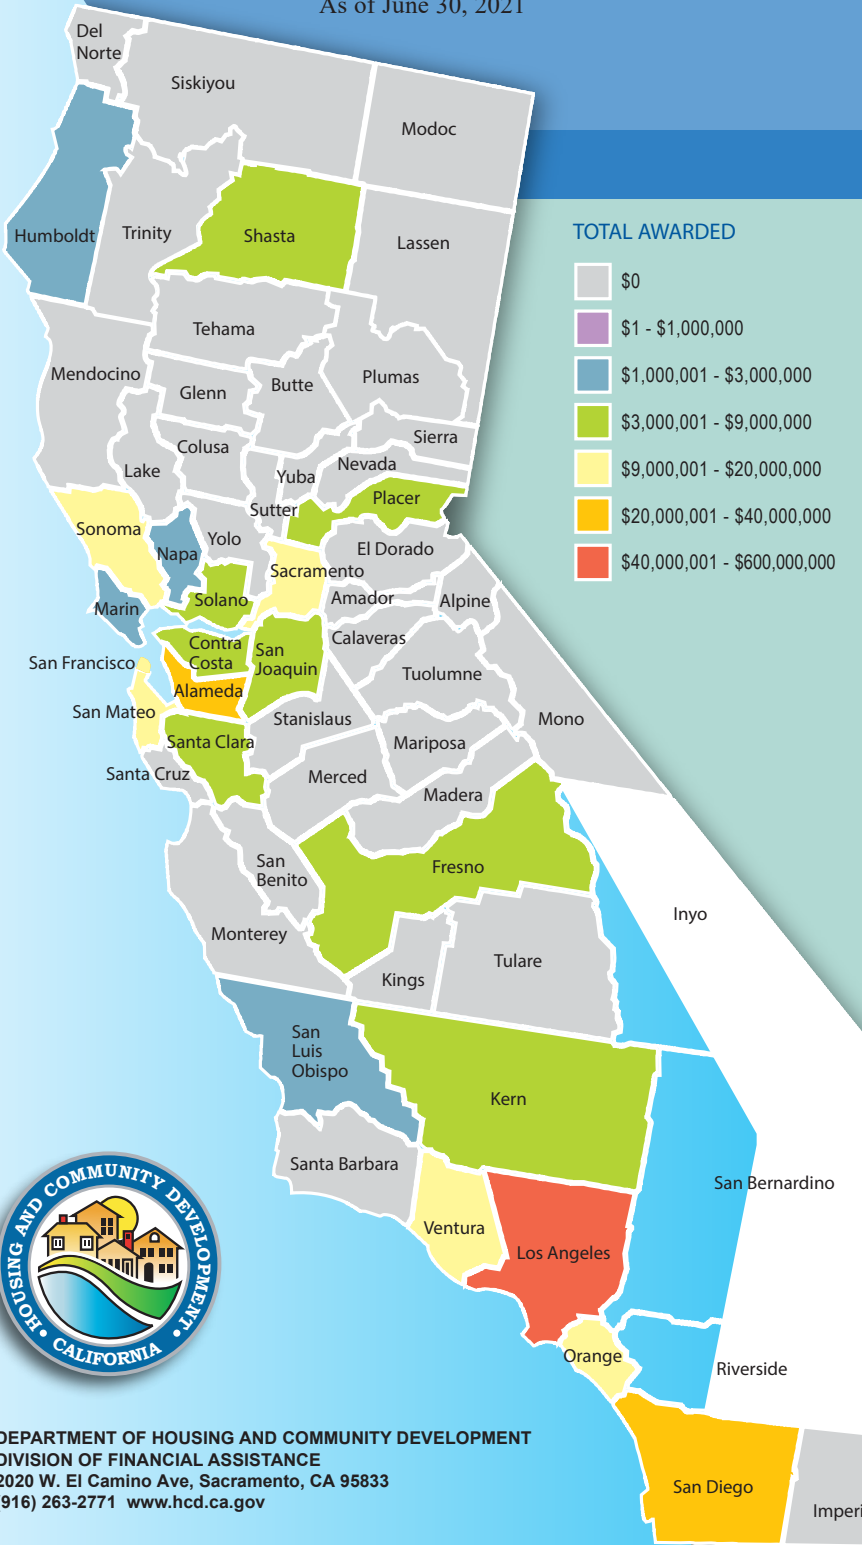 As of June 30, 2021
Del
Norte
Siskiyou
Modoc
Humboldt
Trinity
Shasta
Lassen
TOTAL AWARDED
$0
$1 - $1,000,000
$1,000,001 - $3,000,000
$3,000,001 - $9,000,000
$9,000,001 - $20,000,000
$20,000,001 - $40,000,000
$40,000,001 - $600,000,000
Tehama
Mendocino
Glenn
Butte
Plumas
Colusa
Sierra
Lake
Yuba
Nevada
Sutter
Placer
Sonoma
Napa
Yolo
El Dorado
Sacramento
Marin
Solano
Amador
Alpine
Contra
Costa
San
Joaquin
Calaveras
San Francisco
Alameda
Tuolumne
San Mateo
Stanislaus
Mono
Santa Clara
Mariposa
Santa Cruz
Merced
Madera
San
Benito
Fresno
Inyo
Monterey
Kings
Tulare
San
Luis
Obispo
Kern
Santa Barbara
San Bernardino
Ventura
Los Angeles
Orange
Riverside
San Diego
Imperi
HOUSING AND COMMUNITY DEVELOPMENT
• CALIFORNIA •
DEPARTMENT OF HOUSING AND COMMUNITY DEVELOPMENT
DIVISION OF FINANCIAL ASSISTANCE
2020 W. El Camino Ave, Sacramento, CA 95833
(916) 263-2771 www.hcd.ca.gov